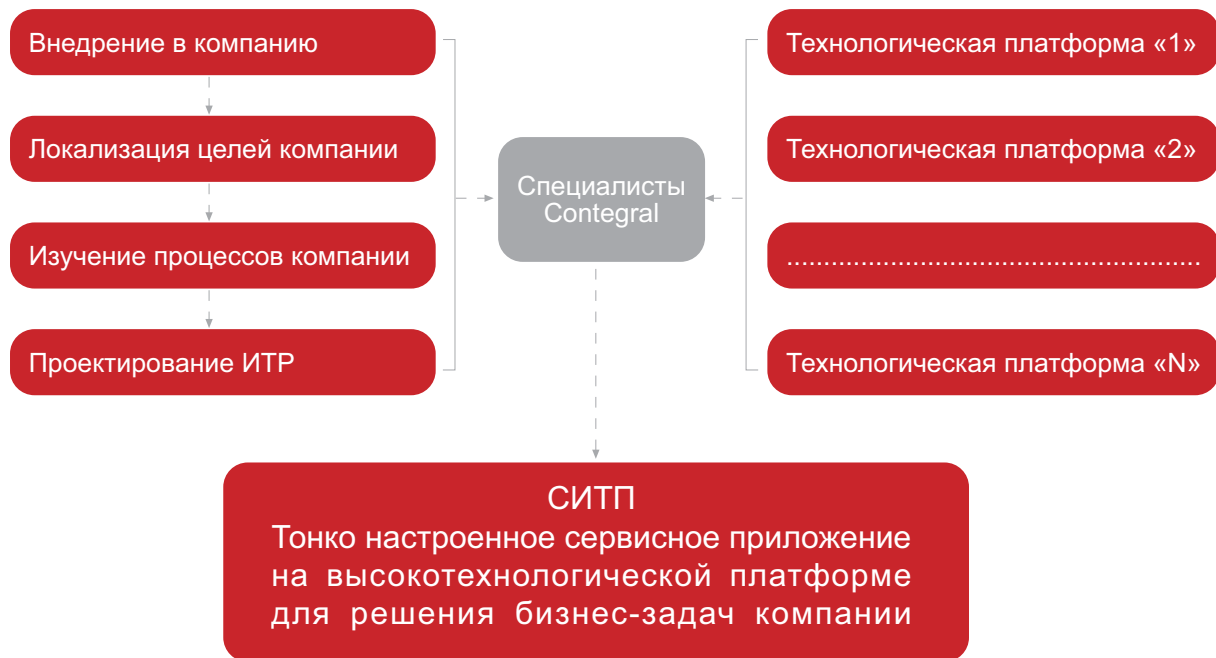 Внедрение в компанию
Локализация целей компании
Изучение процессов компании
Проектирование ИТР
Специалисты
Contegral
Технологическая платформа «1»
Технологическая платформа «2»
.......................................................
Технологическая платформа «N»
СИТП
Тонко настроенное сервисное приложение
на высокотехнологической платформе
для решения бизнес-задач компании